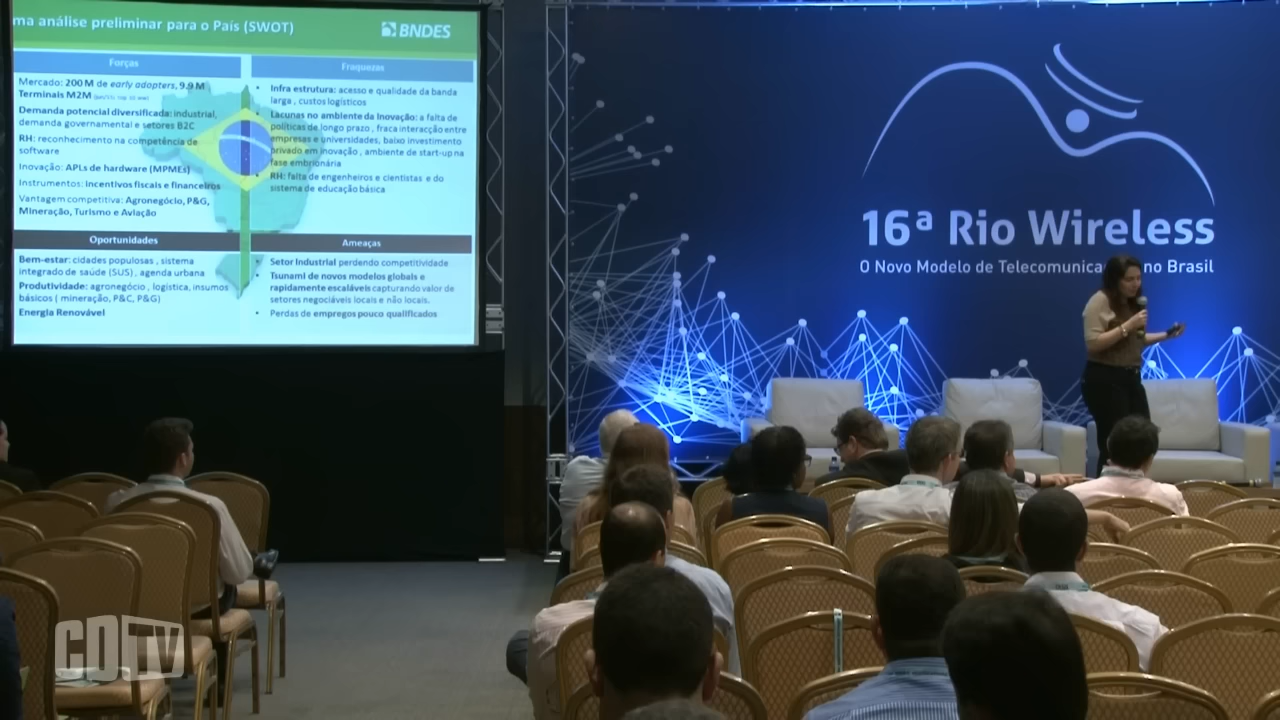 ma análise preliminar para o País (SWOT)
BNDES
Forças
Mercado: 200 M de early adopters, 9.9 M
Terminais M2M
Demanda potencial diversificada: industrial,
demanda governamental e setores B2C
RH: reconhecimento na competência de
software
Inovação: APLs de hardware (MPMEs)
Instrumentos: incentivos fiscais e financeiros
Vantagem competitiva: Agronegócio, P&G,
Mineração, Turismo e Aviação
Fraquezas
• Infra estrutura: acesso e qualidade da banda
larga , custos logísticos
• Lacunas no ambiente da Inovação: a falta de
políticas de longo prazo , fraca interacção entre
empresas e universidades, baixo investimento
privado em inovação , ambiente de start-up na
fase embrionária
• RH: falta de engenheiros e cientistas e do
sistema de educação básica
Oportunidades
Bem-estar: cidades populosas , sistema
integrado de saúde (SUS) , agenda urbana
Produtividade: agronegócio , logística, insumos
básicos ( mineração, P&C, P&G)
Energia Renovável
Ameaças
• Setor Industrial perdendo competitividade
• Tsunami de novos modelos globais e
rapidamente escaláveis capturando valor de
setores negociáveis locais e não locais.
• Perdas de empregos pouco qualificados
16ª Rio Wireless
O Novo Modelo de Telecomunica no Brasil
CDTV